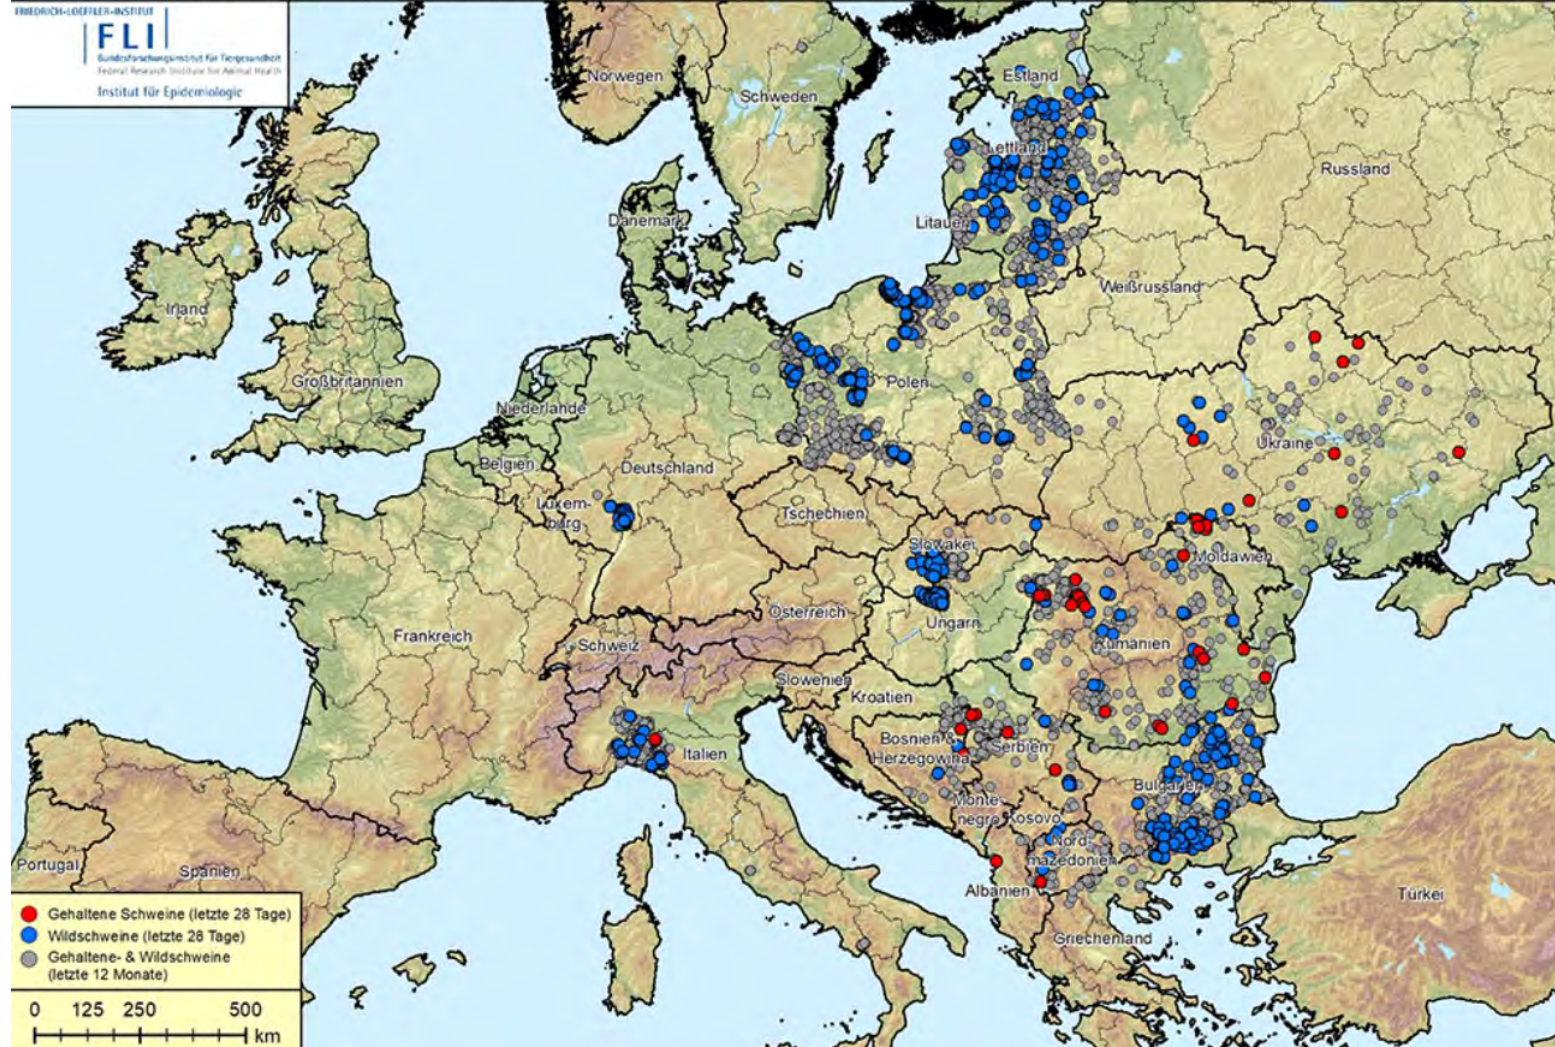 FRIEDRICH-LOEFFLER-INSTITUT
FLI
Bundesforschungsinstitut für Tiergesundheit
Federal Research Institute for Animal Health
Institut für Epidemiologie
Norwegen
Schweden
Estland
Lettland
Russland
Dänemark
Litauen
Irland
Weißrussland
Großbritannien
Polen
Niederlande
Ukraine
Belgien
Deutschland
Luxem-
burg
Tschechien
Slowakei
Moldawien
Österreich
Ungarn
Frankreich
Schweiz
Rumänien
Slowenien
Kroatien
Italien
Bosnien &
Herzegowina
Serbien
Bulgarien
Monte-
negro
Kosovo
Nord-
mazedonien
Portugal
Spanien
Albanien
Türkei
Griechenland
Gehaltene Schweine (letzte 28 Tage)
Wildschweine (letzte 28 Tage)
Gehaltene- & Wildschweine
(letzte 12 Monate)
0 125 250 500
km